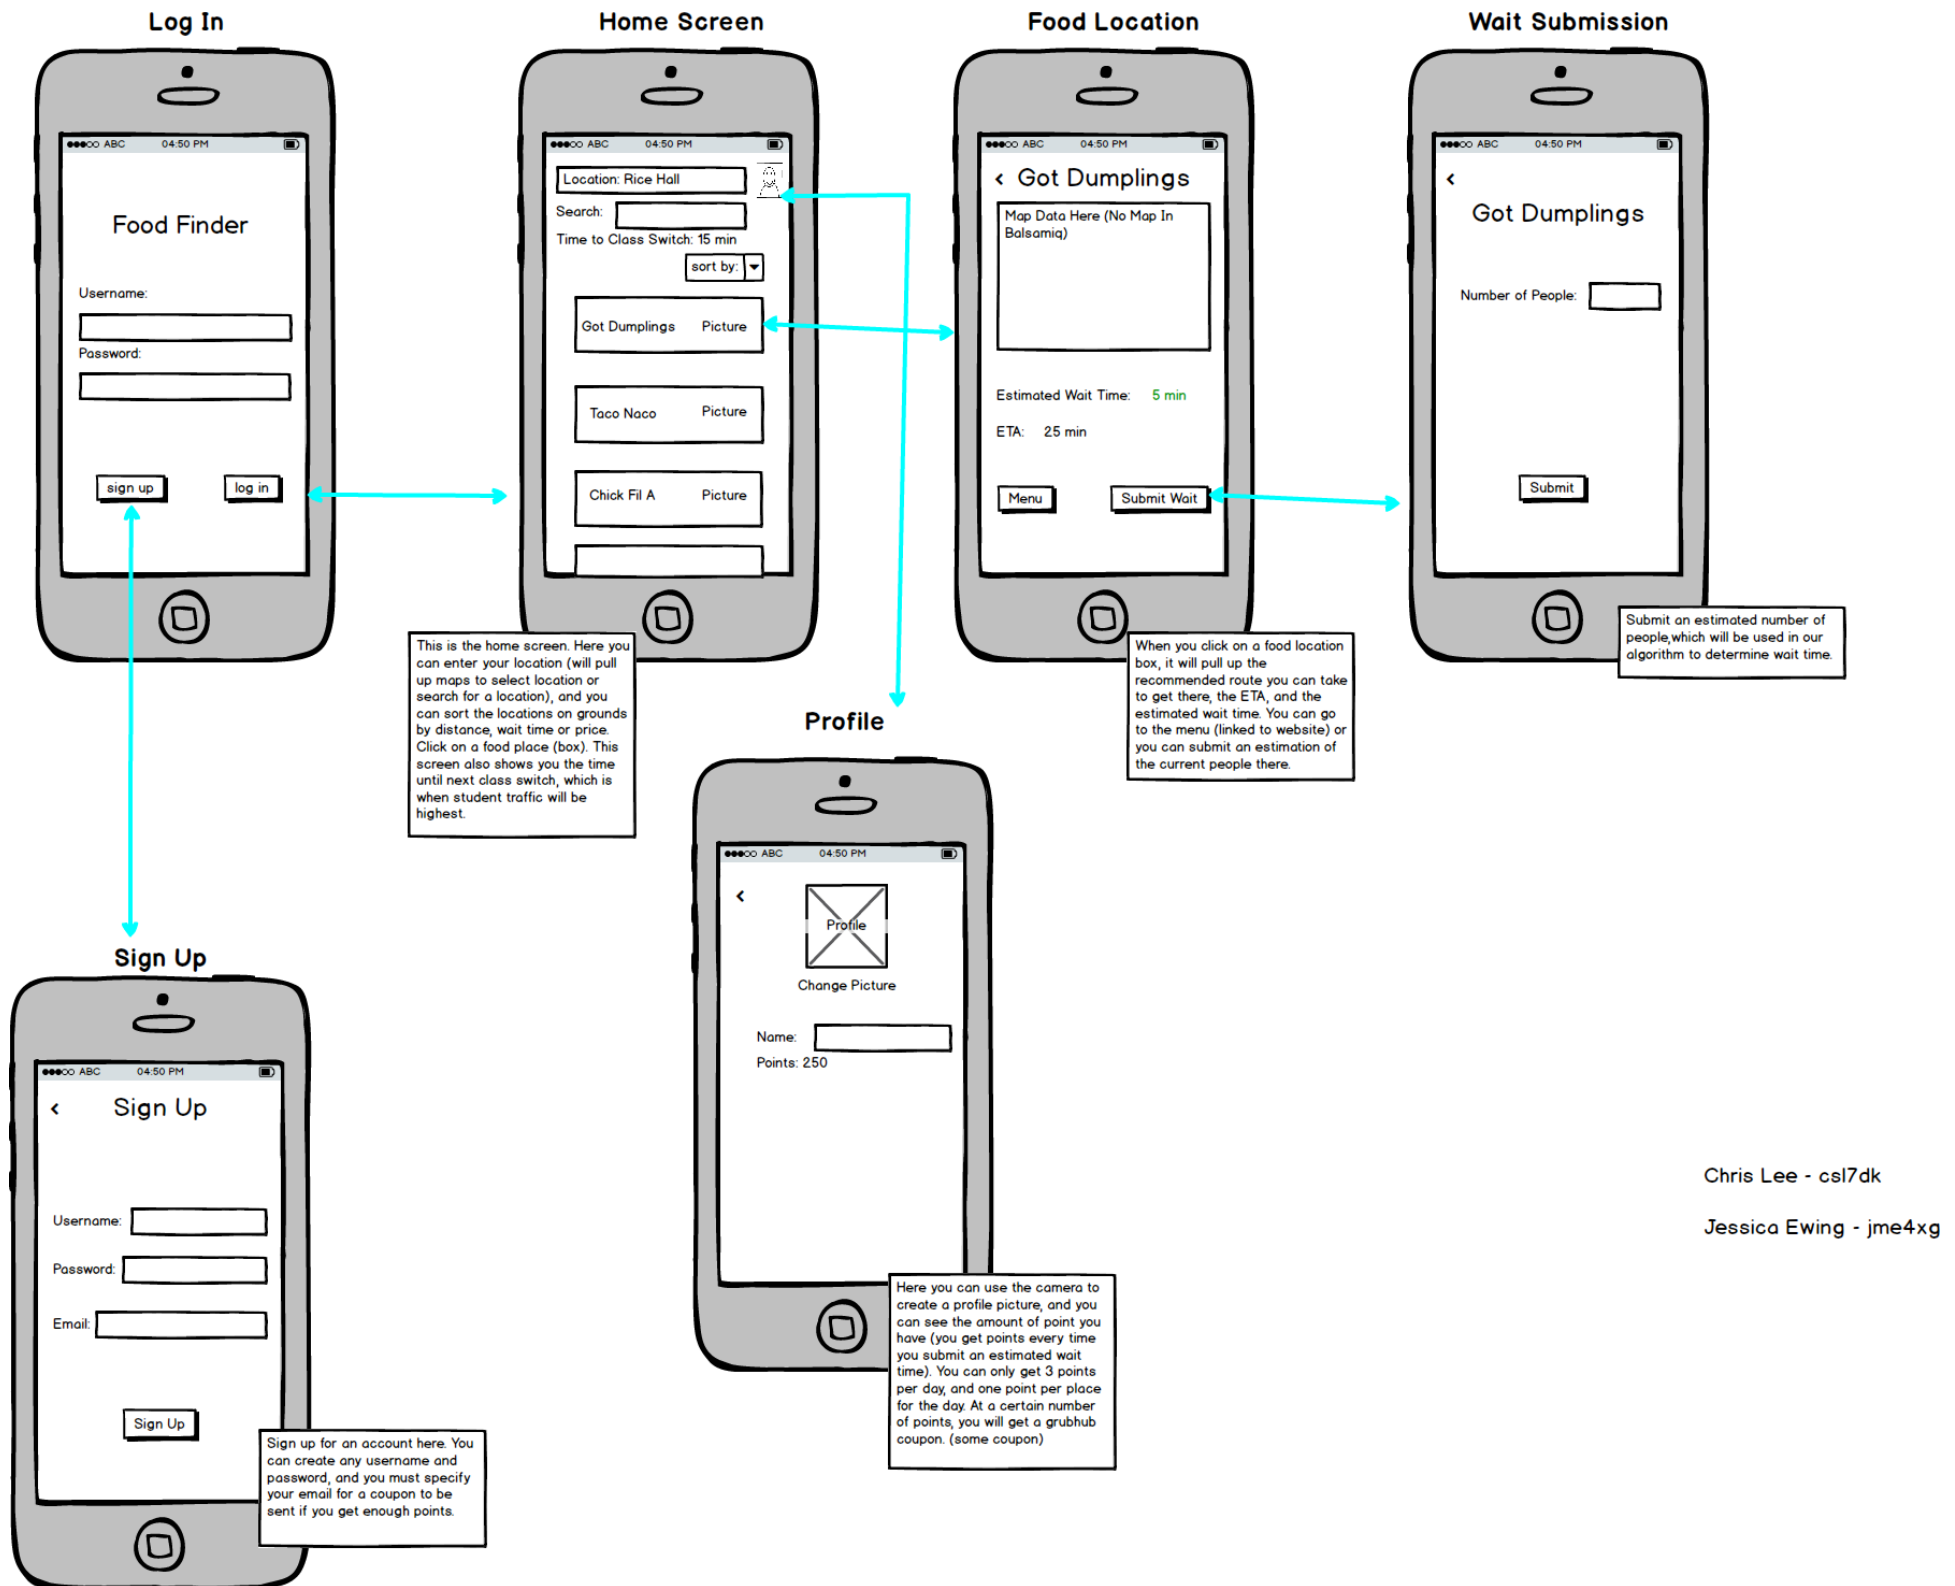 Log In
●●●○○ ABC 04:50 PM
Food Finder
Username:
Password:
sign up
log in
Home Screen
●●●○○ ABC 04:50 PM
Location: Rice Hall
Search:
Time to Class Switch: 15 min
sort by:
Got Dumplings Picture
Taco Naco Picture
Chick Fil A Picture
This is the home screen. Here you
can enter your location (will pull
up maps to select location or
search for a location), and you
can sort the locations on grounds
by distance, wait time or price.
Click on a food place (box). This
screen also shows you the time
until next class switch, which is
when student traffic will be
highest.
Food Location
●●●○○ ABC 04:50 PM
< Got Dumplings
Map Data Here (No Map In
Balsamiq)
Estimated Wait Time: 5 min
ETA: 25 min
Menu
Submit Wait
When you click on a food location
box, it will pull up the
recommended route you can take
to get there, the ETA, and the
estimated wait time. You can go
to the menu (linked to website) or
you can submit an estimation of
the current people there.
Wait Submission
●●●○○ ABC 04:50 PM
<
Got Dumplings
Number of People:
Submit
Submit an estimated number of
people,which will be used in our
algorithm to determine wait time.
Profile
●●●○○ ABC 04:50 PM
<
Profile
Change Picture
Name:
Points: 250
Here you can use the camera to
create a profile picture, and you
can see the amount of point you
have (you get points every time
you submit an estimated wait
time). You can only get 3 points
per day, and one point per place
for the day. At a certain number
of points, you will get a grubhub
coupon. (some coupon)
Sign Up
●●●○○ ABC 04:50 PM
< Sign Up
Username:
Password:
Email:
Sign Up
Sign up for an account here. You
can create any username and
password, and you must specify
your email for a coupon to be
sent if you get enough points.
Chris Lee - csl7dk
Jessica Ewing - jme4xg